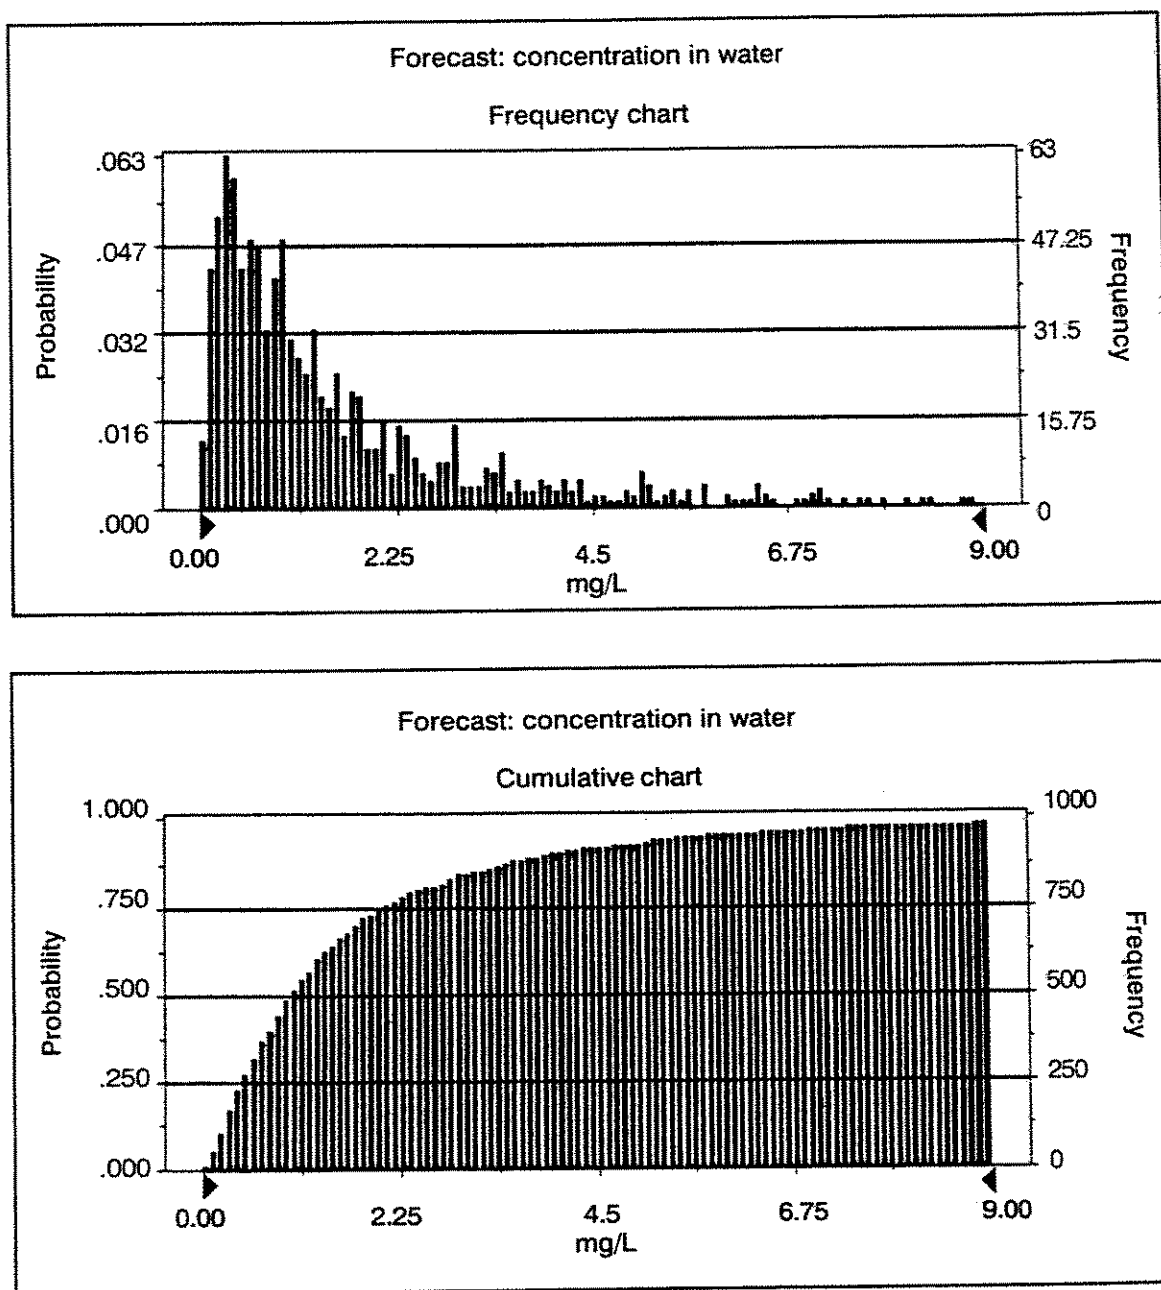 Forecast: concentration in water
Frequency chart
.063
.047
.032
.016
.000
Probability
63
47.25
31.5
15.75
0
Frequency
0.00 2.25 4.5 6.75 9.00
mg/L
Forecast: concentration in water
Cumulative chart
1.000
.750
.500
.250
.000
Probability
1000
750
500
250
0
Frequency
0.00 2.25 4.5 6.75 9.00
mg/L